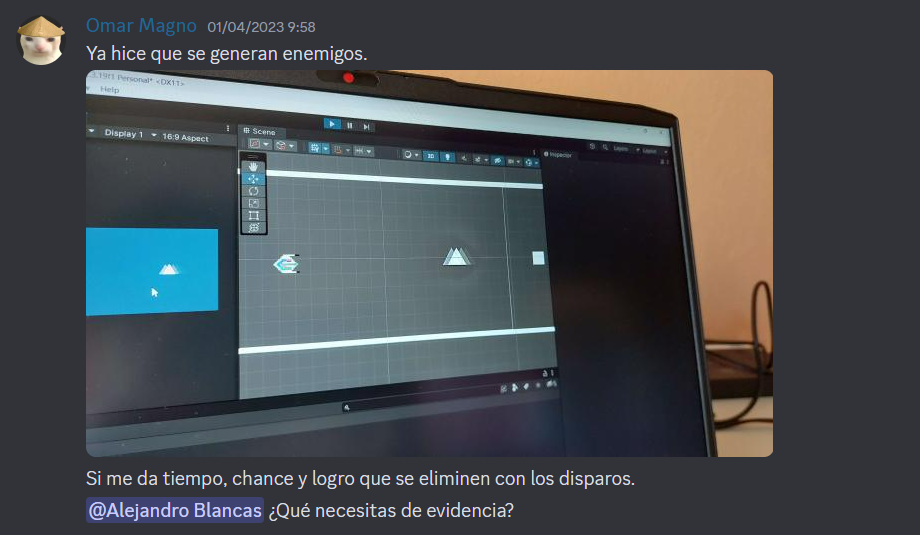 Omar Magno 01/04/2023 9:58
Ya hice que se generan enemigos.
Personal* <DX11>
Help
Display 1 16:9 Aspect
Scene
3D
Inspector
Si me da tiempo, chance y logro que se eliminen con los disparos.
@Alejandro Blancas ¿Qué necesitas de evidencia?